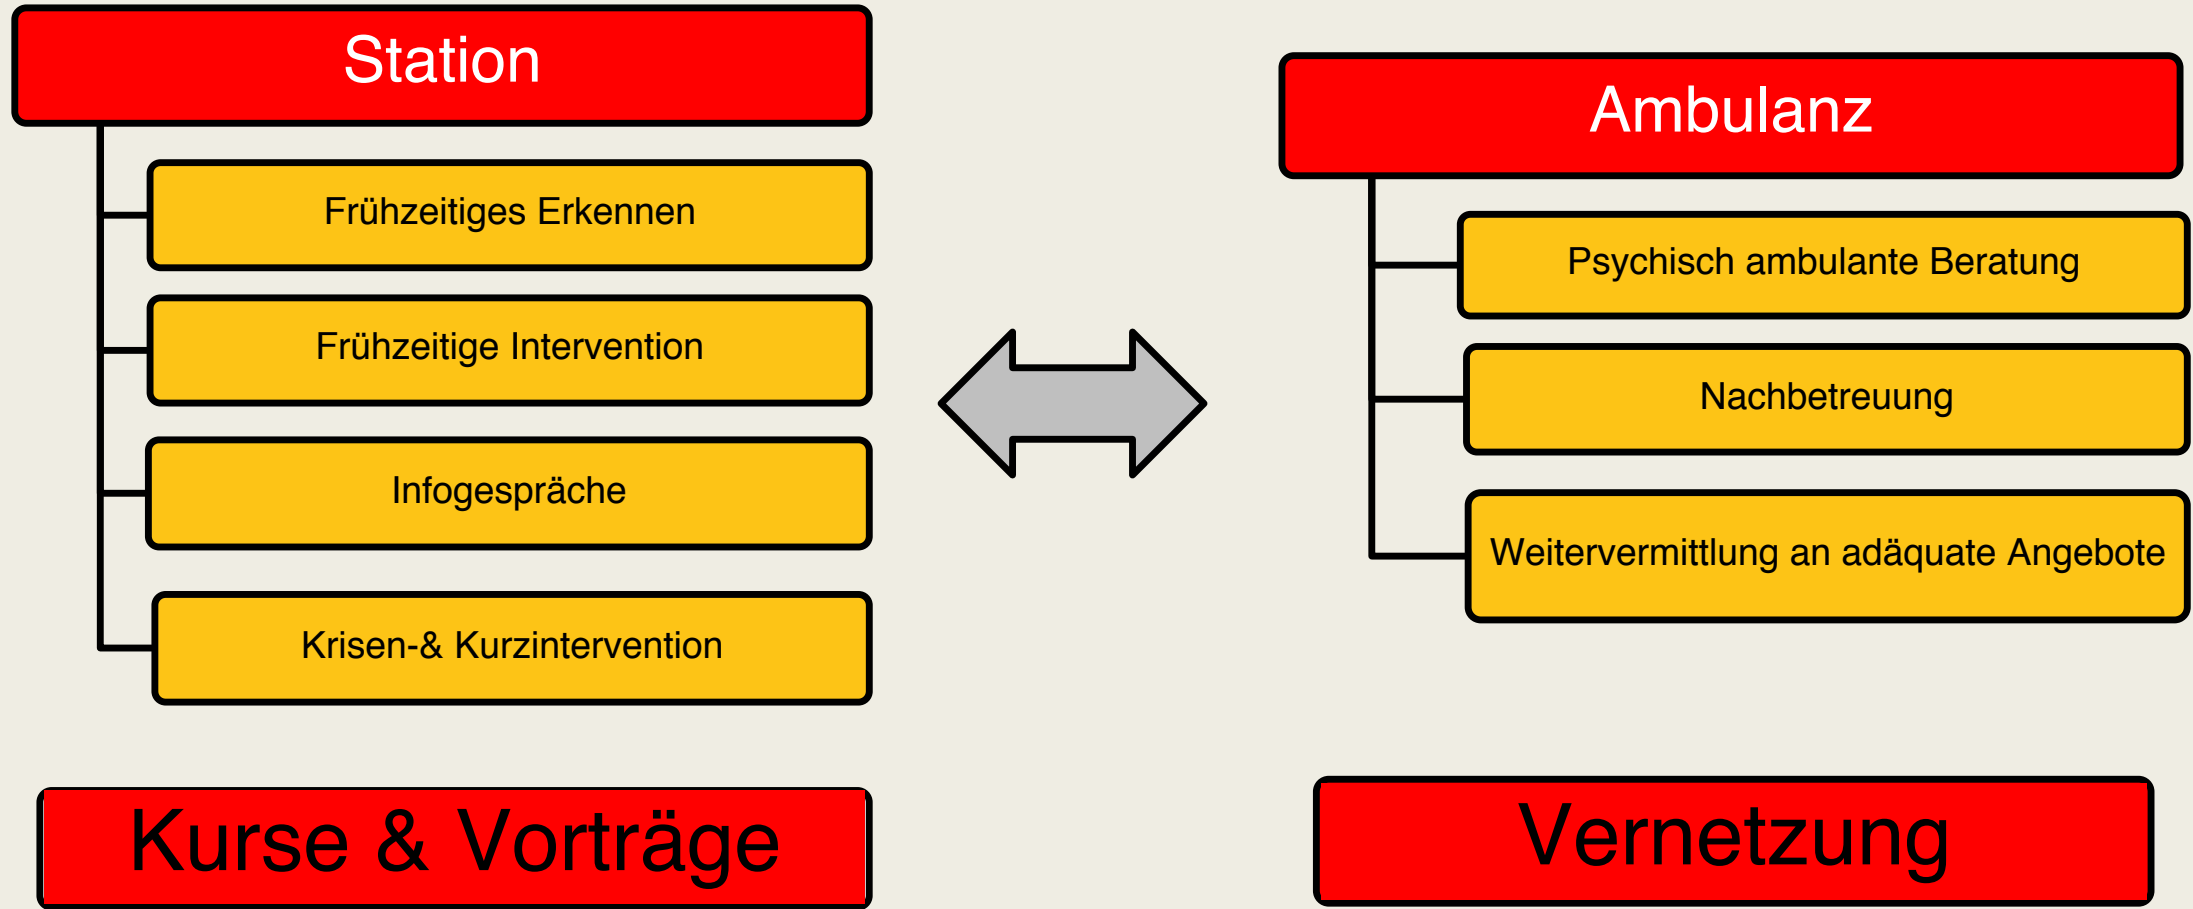 Station
Frühzeitiges Erkennen
Frühzeitige Intervention
Infogespräche
Krisen-& Kurzintervention
Ambulanz
Psychisch ambulante Beratung
Nachbetreuung
Weitervermittlung an adäquate Angebote
Kurse & Vorträge
Vernetzung